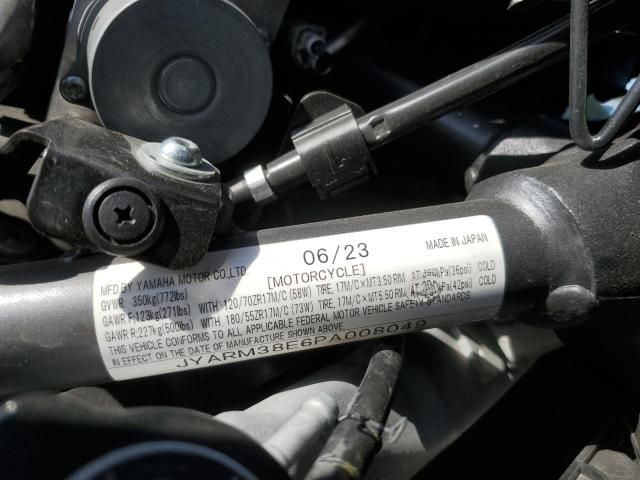 06/23
MFD.BY YAMAHA MOTOR CO.,LTD. [MOTORCYCLE] MADE IN JAPAN
GVWR 350kg(772lbs)
GAWR F:123kg(271lbs) WITH 120/70ZR17M/C (58W) TIRE, 17M/C×MT3.50 RIM, AT 250kPa(36psi) COLD
GAWR R:227kg(500lbs) WITH 180/55ZR17M/C (73W) TIRE, 17M/C×MT5.50 RIM, AT 290kPa(42psi) COLD
THIS VEHICLE CONFORMS TO ALL APPLICABLE FEDERAL MOTOR VEHICLE SAFETY STANDARDS
IN EFFECT ON THE DATE OF MANUFACTURE SHOWN ABOVE.
JYARM38E6PA008049